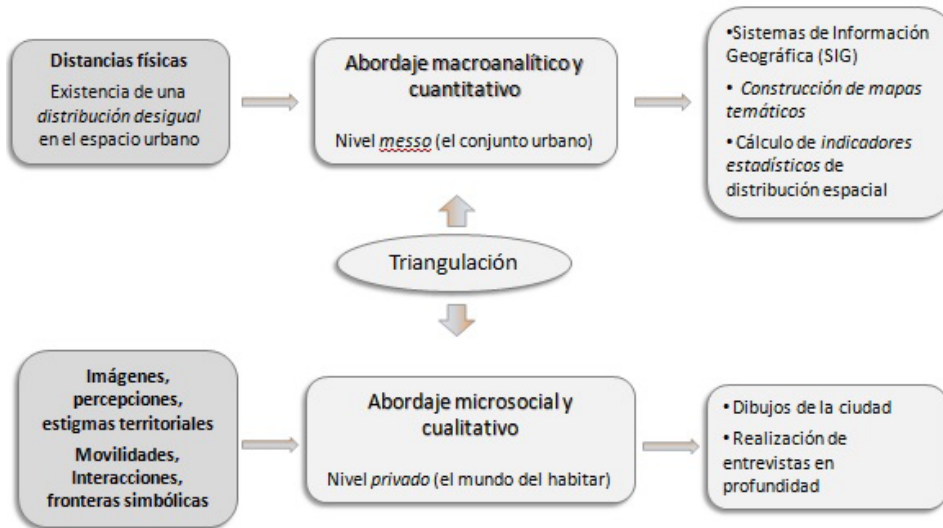 Distancias físicas
Existencia de una
distribución desigual
en el espacio urbano
Abordaje macroanalítico y
cuantitativo
Nivel messo (el conjunto urbano)
•Sistemas de Información
Geográfica (SIG)
• Construcción de mapas
temáticos
• Cálculo de indicadores
estadísticos de
distribución espacial
Triangulación
Imágenes,
percepciones,
estigmas territoriales
Movilidades,
Interacciones,
fronteras simbólicas
Abordaje microsocial y
cualitativo
Nivel privado (el mundo del habitar)
• Dibujos de la ciudad
• Realización de
entrevistas en
profundidad